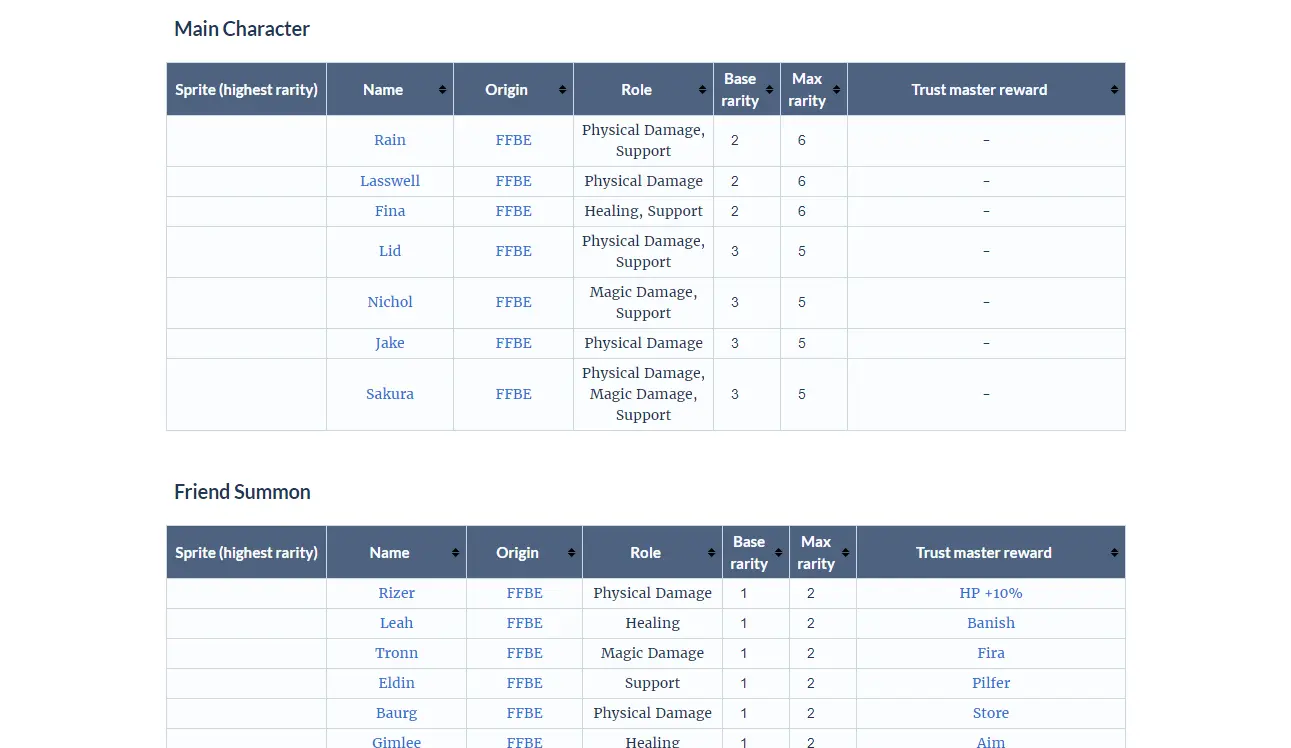 Main Character
Sprite (highest rarity) Name Origin Role Base rarity Max rarity Trust master reward
Rain FFBE Physical Damage, Support 2 6 –
Lasswell FFBE Physical Damage 2 6 –
Fina FFBE Healing, Support 2 6 –
Lid FFBE Physical Damage, Support 3 5 –
Nichol FFBE Magic Damage, Support 3 5 –
Jake FFBE Physical Damage 3 5 –
Sakura FFBE Physical Damage, Magic Damage, Support 3 5 –
Friend Summon
Sprite (highest rarity) Name Origin Role Base rarity Max rarity Trust master reward
Rizer FFBE Physical Damage 1 2 HP +10%
Leah FFBE Healing 1 2 Banish
Tronn FFBE Magic Damage 1 2 Fira
Eldin FFBE Support 1 2 Pilfer
Baurg FFBE Physical Damage 1 2 Store
Gimlee FFBE Healing 1 2 Aim